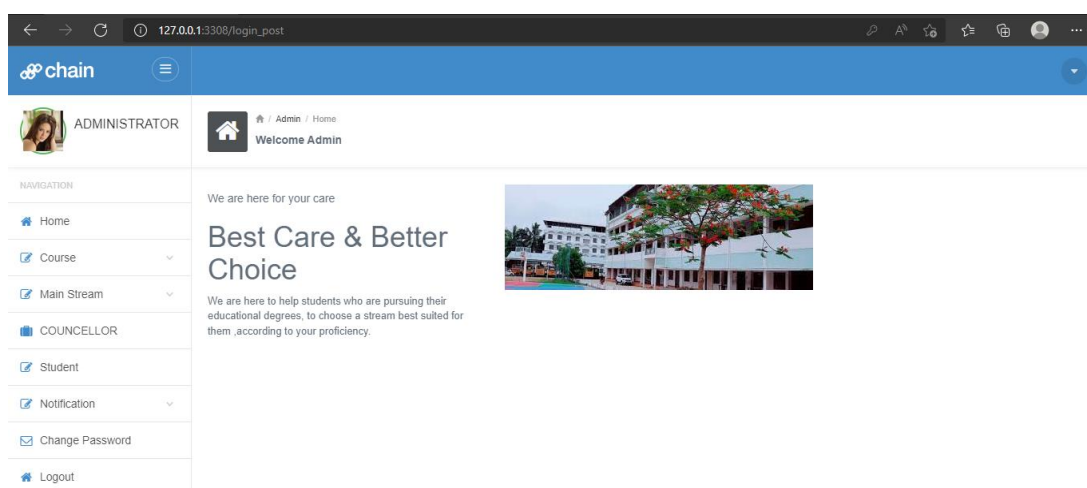 127.0.0.1:3308/login_post
chain
ADMINISTRATOR
/ Admin / Home
Welcome Admin
NAVIGATION
Home
Course
Main Stream
COUNCELLOR
Student
Notification
Change Password
Logout
We are here for your care
Best Care & Better
Choice
We are here to help students who are pursuing their
educational degrees, to choose a stream best suited for
them ,according to your proficiency.